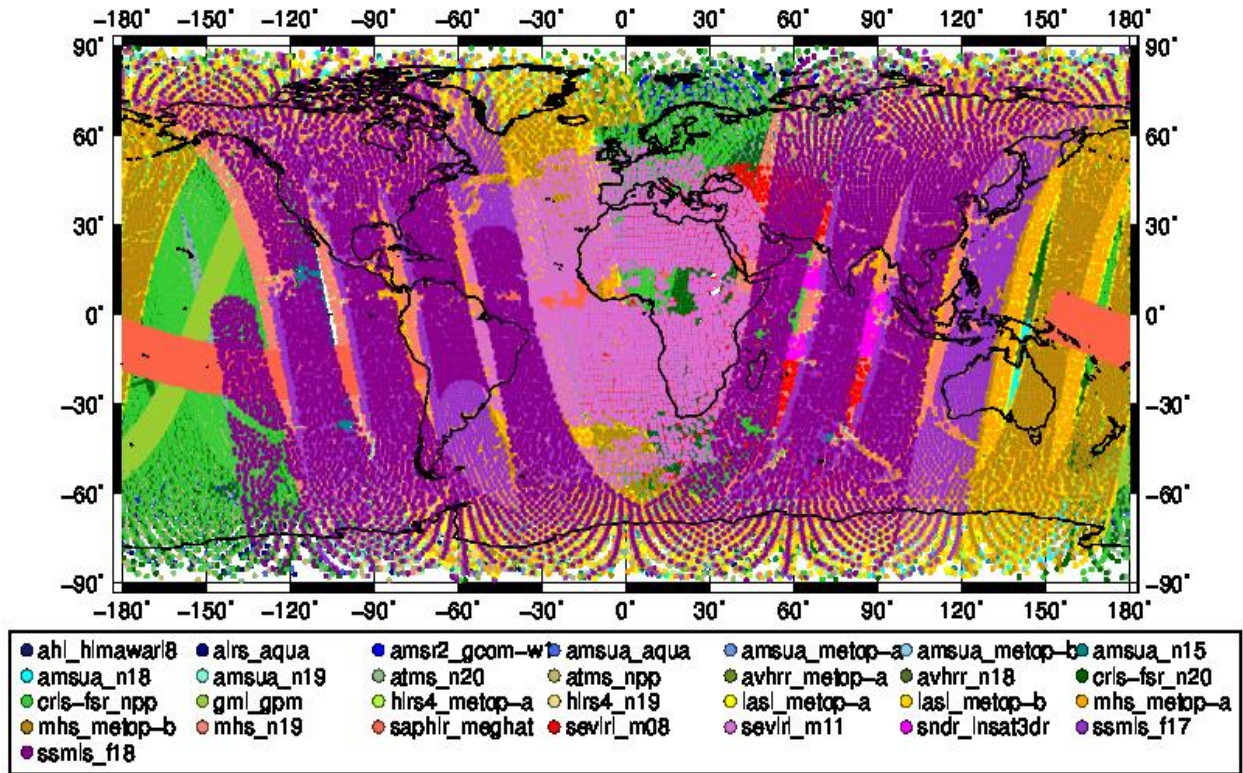 −180° −150° −120° −90° −60° −30° 0° 30° 60° 90° 120° 150° 180°
90° 90°
60° 60°
30° 30°
0° 0°
−30° −30°
−60° −60°
−90° −90°
−180° −150° −120° −90° −60° −30° 0° 30° 60° 90° 120° 150° 180°
ahi_himawari8 airs_aqua amsr2_gcom−w1 amsua_aqua amsua_metop−a amsua_metop−b amsua_n15
amsua_n18 amsua_n19 atms_n20 atms_npp avhrr_metop−a avhrr_n18 cris−fsr_n20
cris−fsr_npp gmi_gpm hirs4_metop−a hirs4_n19 iasi_metop−a iasi_metop−b mhs_metop−a
mhs_metop−b mhs_n19 saphir_meghat seviri_m08 seviri_m11 sndr_insat3dr ssmis_f17
ssmis_f18